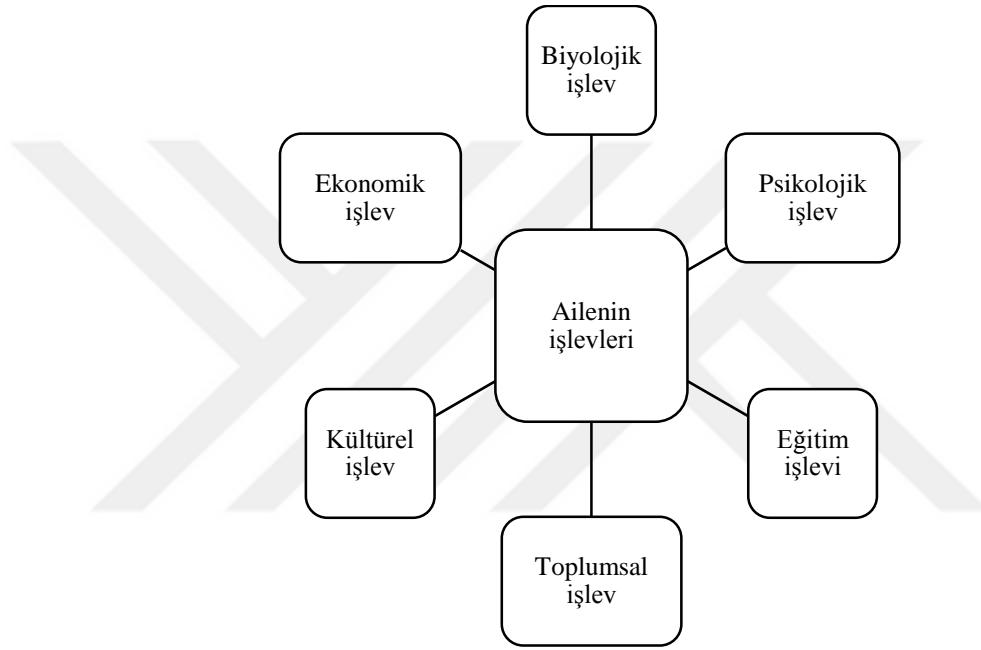 Biyolojik
işlev
Ekonomik
işlev
Psikolojik
işlev
Ailenin
işlevleri
Kültürel
işlev
Eğitim
işlevi
Toplumsal
işlev